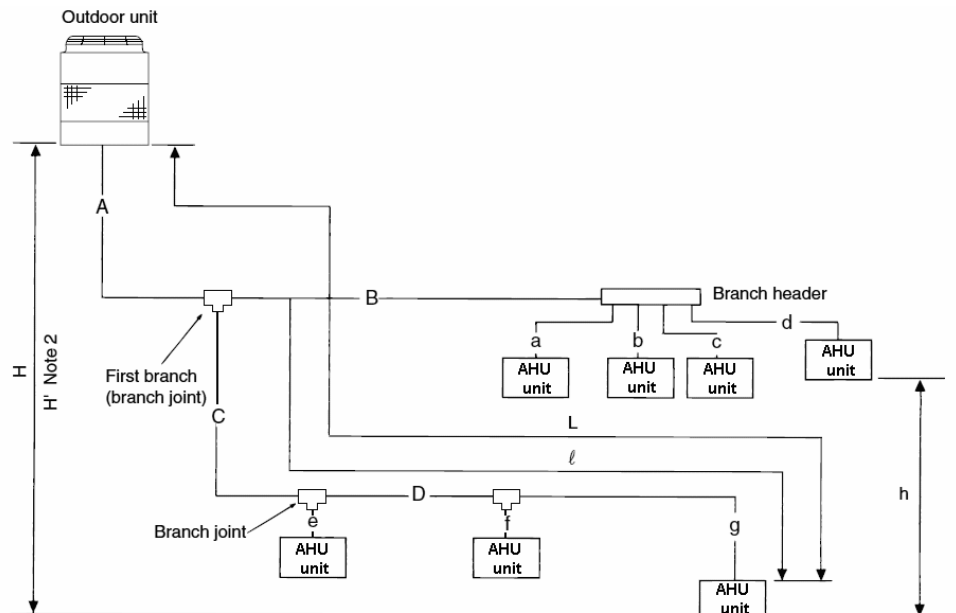 Outdoor unit
A
B
Branch header
a
b
c
d
AHU
unit
AHU
unit
AHU
unit
AHU
unit
H
H' Note 2
First branch
(branch joint)
C
L
ℓ
h
D
Branch joint
e
f
g
AHU
unit
AHU
unit
AHU
unit